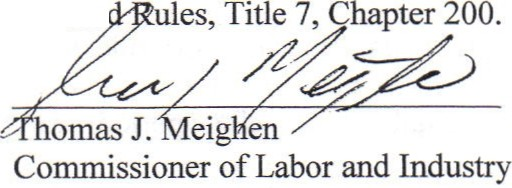 d Rules, Title 7, Chapter 200.
Thomas J. Meighen
Commissioner of Labor and Industry